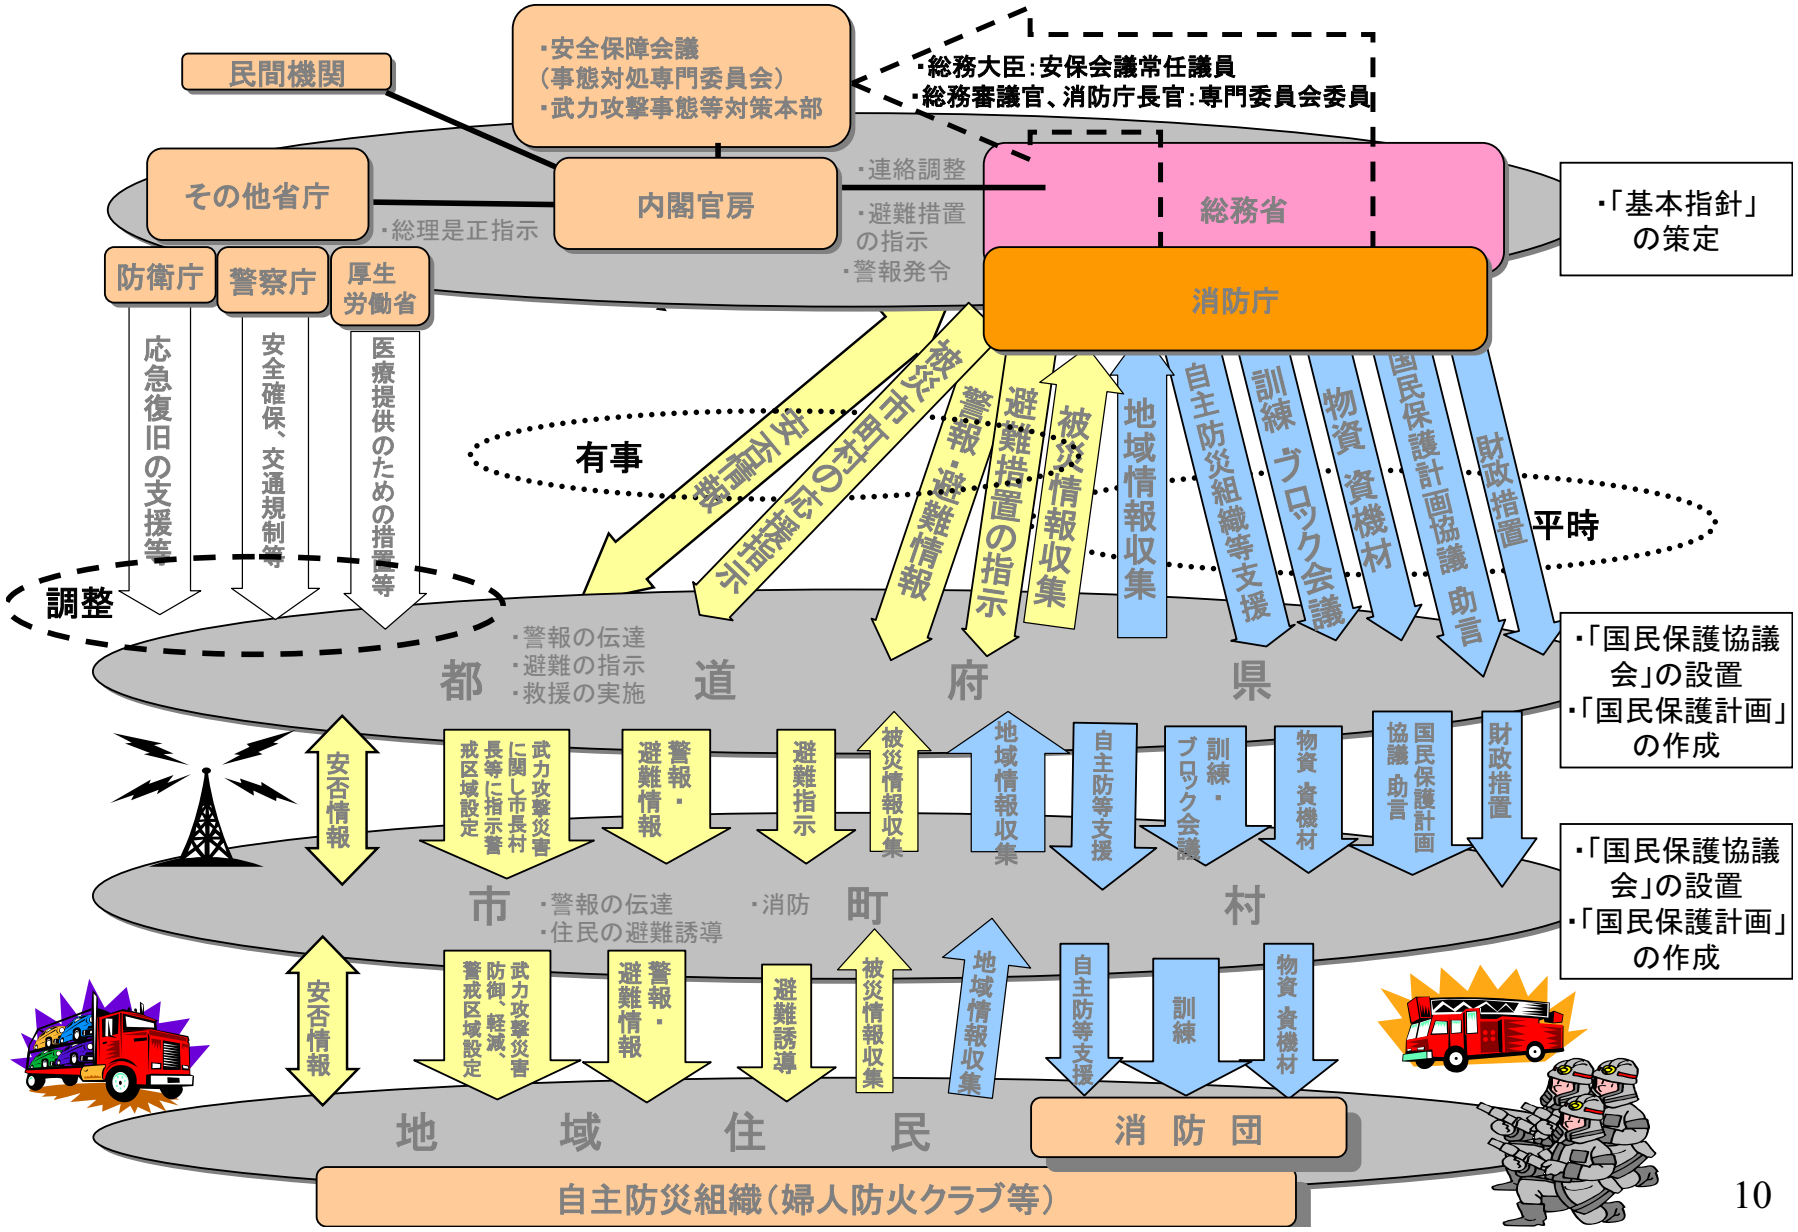 ・安全保障会議
（事態対処専門委員会）
・武力攻撃事態等対策本部
・総務大臣：安保会議常任議員
・総務審議官、消防庁長官：専門委員会委員
民間機関
その他省庁
・総理是正指示
内閣官房
・連絡調整
・避難措置
の指示
・警報発令
総務省
消防庁
・「基本指針」
の策定
防衛庁
警察庁
厚生
労働省
応急復旧の支援等
安全確保、交通規制等
医療提供のための措置等
調整
有事
平時
安否情報
被災市町村の応援指示
警報・避難情報
避難措置の指示
被災情報収集
地域情報収集
自主防災組織等支援
訓練・ブロック会議
物資・資機材
国民保護計画協議・助言
財政措置
都道府県
・警報の伝達
・避難の指示
・救援の実施
・「国民保護協議
会」の設置
・「国民保護計画」
の作成
安否情報
武力攻撃災害
に関し市長村
長等に指示警
戒区域設定
警報・
避難情報
避難指示
被災情報収集
地域情報収集
自主防等支援
訓練・
ブロック会議
物資・資機材
国民保護計画
協議・助言
財政措置
市町村
・警報の伝達
・住民の避難誘導
・消防
・「国民保護協議
会」の設置
・「国民保護計画」
の作成
安否情報
武力攻撃災害
防御、軽減、
警戒区域設定
警報・
避難情報
避難誘導
被災情報収集
地域情報収集
自主防等支援
訓練
物資・資機材
地域住民
消防団
自主防災組織（婦人防火クラブ等）
10